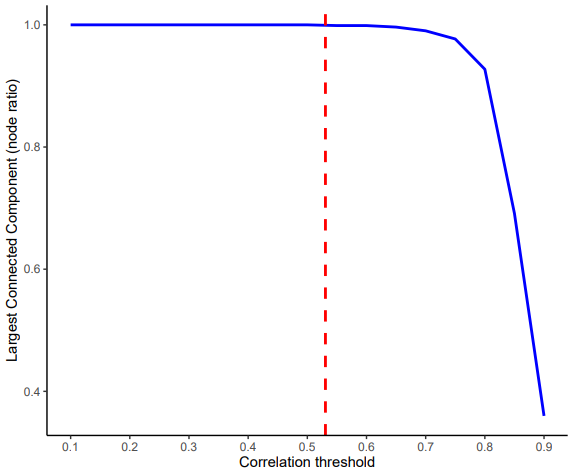 Largest Connected Component (node ratio)
1.0
0.8
0.6
0.4
0.1 0.2 0.3 0.4 0.5 0.6 0.7 0.8 0.9
Correlation threshold